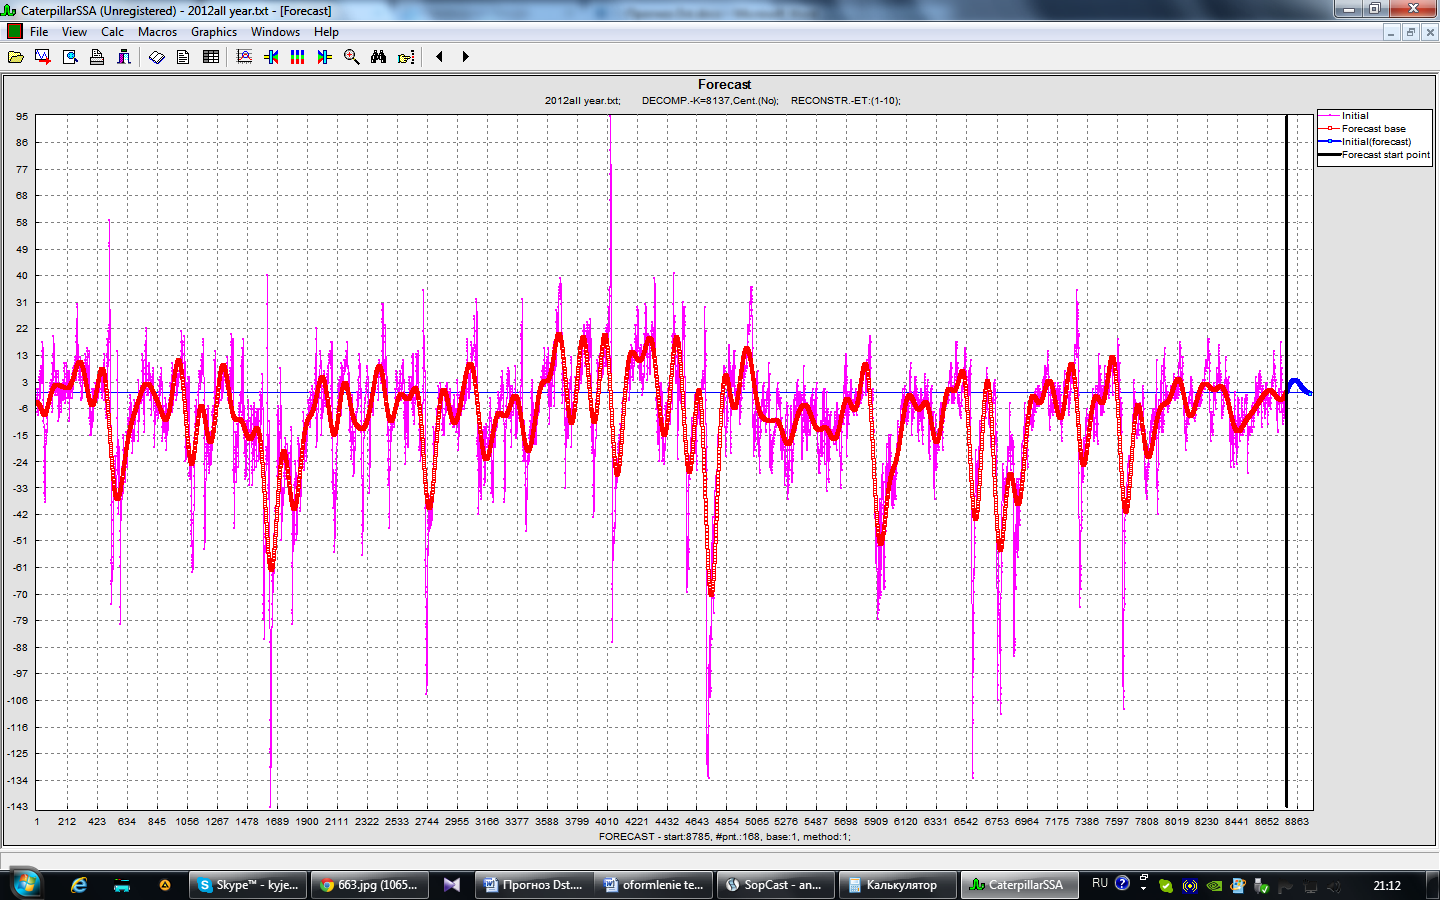 CaterpillarSSA (Unregistered) - 2012all year.txt - [Forecast]
File View Calc Macros Graphics Windows Help
Forecast
2012all year.txt; DECOMP.-K=8137,Cent.(No); RECONSTR.-ET:(1-10);
Initial
Forecast base
Initial(forecast)
Forecast start point
95
86
77
68
58
49
40
31
22
13
3
-6
-15
-24
-33
-42
-51
-61
-70
-79
-88
-97
-106
-116
-125
-134
-143
1 212 423 634 845 1056 1267 1478 1689 1900 2111 2322 2533 2744 2955 3166 3377 3588 3799 4010 4221 4432 4643 4854 5065 5276 5487 5698 5909 6120 6331 6542 6753 6964 7175 7386 7597 7808 8019 8230 8441 8652 8863
FORECAST - start:8785, #pnt.:168, base:1, method:1;
Skype™ - kyje... 663.jpg (1065... Прогноз Dst.... oformlenie te... SopCast - an... Калькулятор CaterpillarSSA RU 21:12